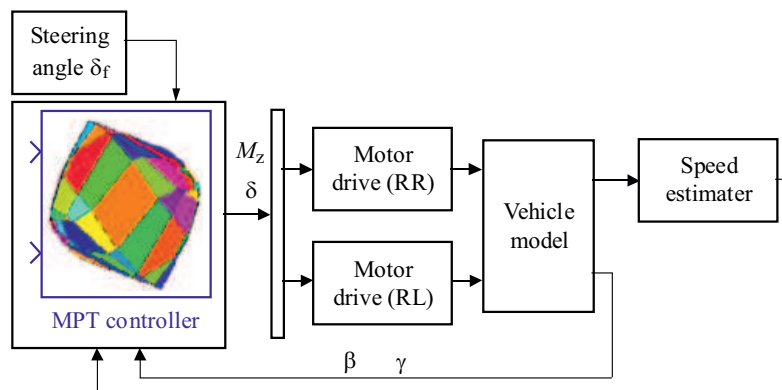 Steering
angle δf
MPT controller
Mz
δ
Motor
drive (RR)
Motor
drive (RL)
Vehicle
model
Speed
estimater
β γ